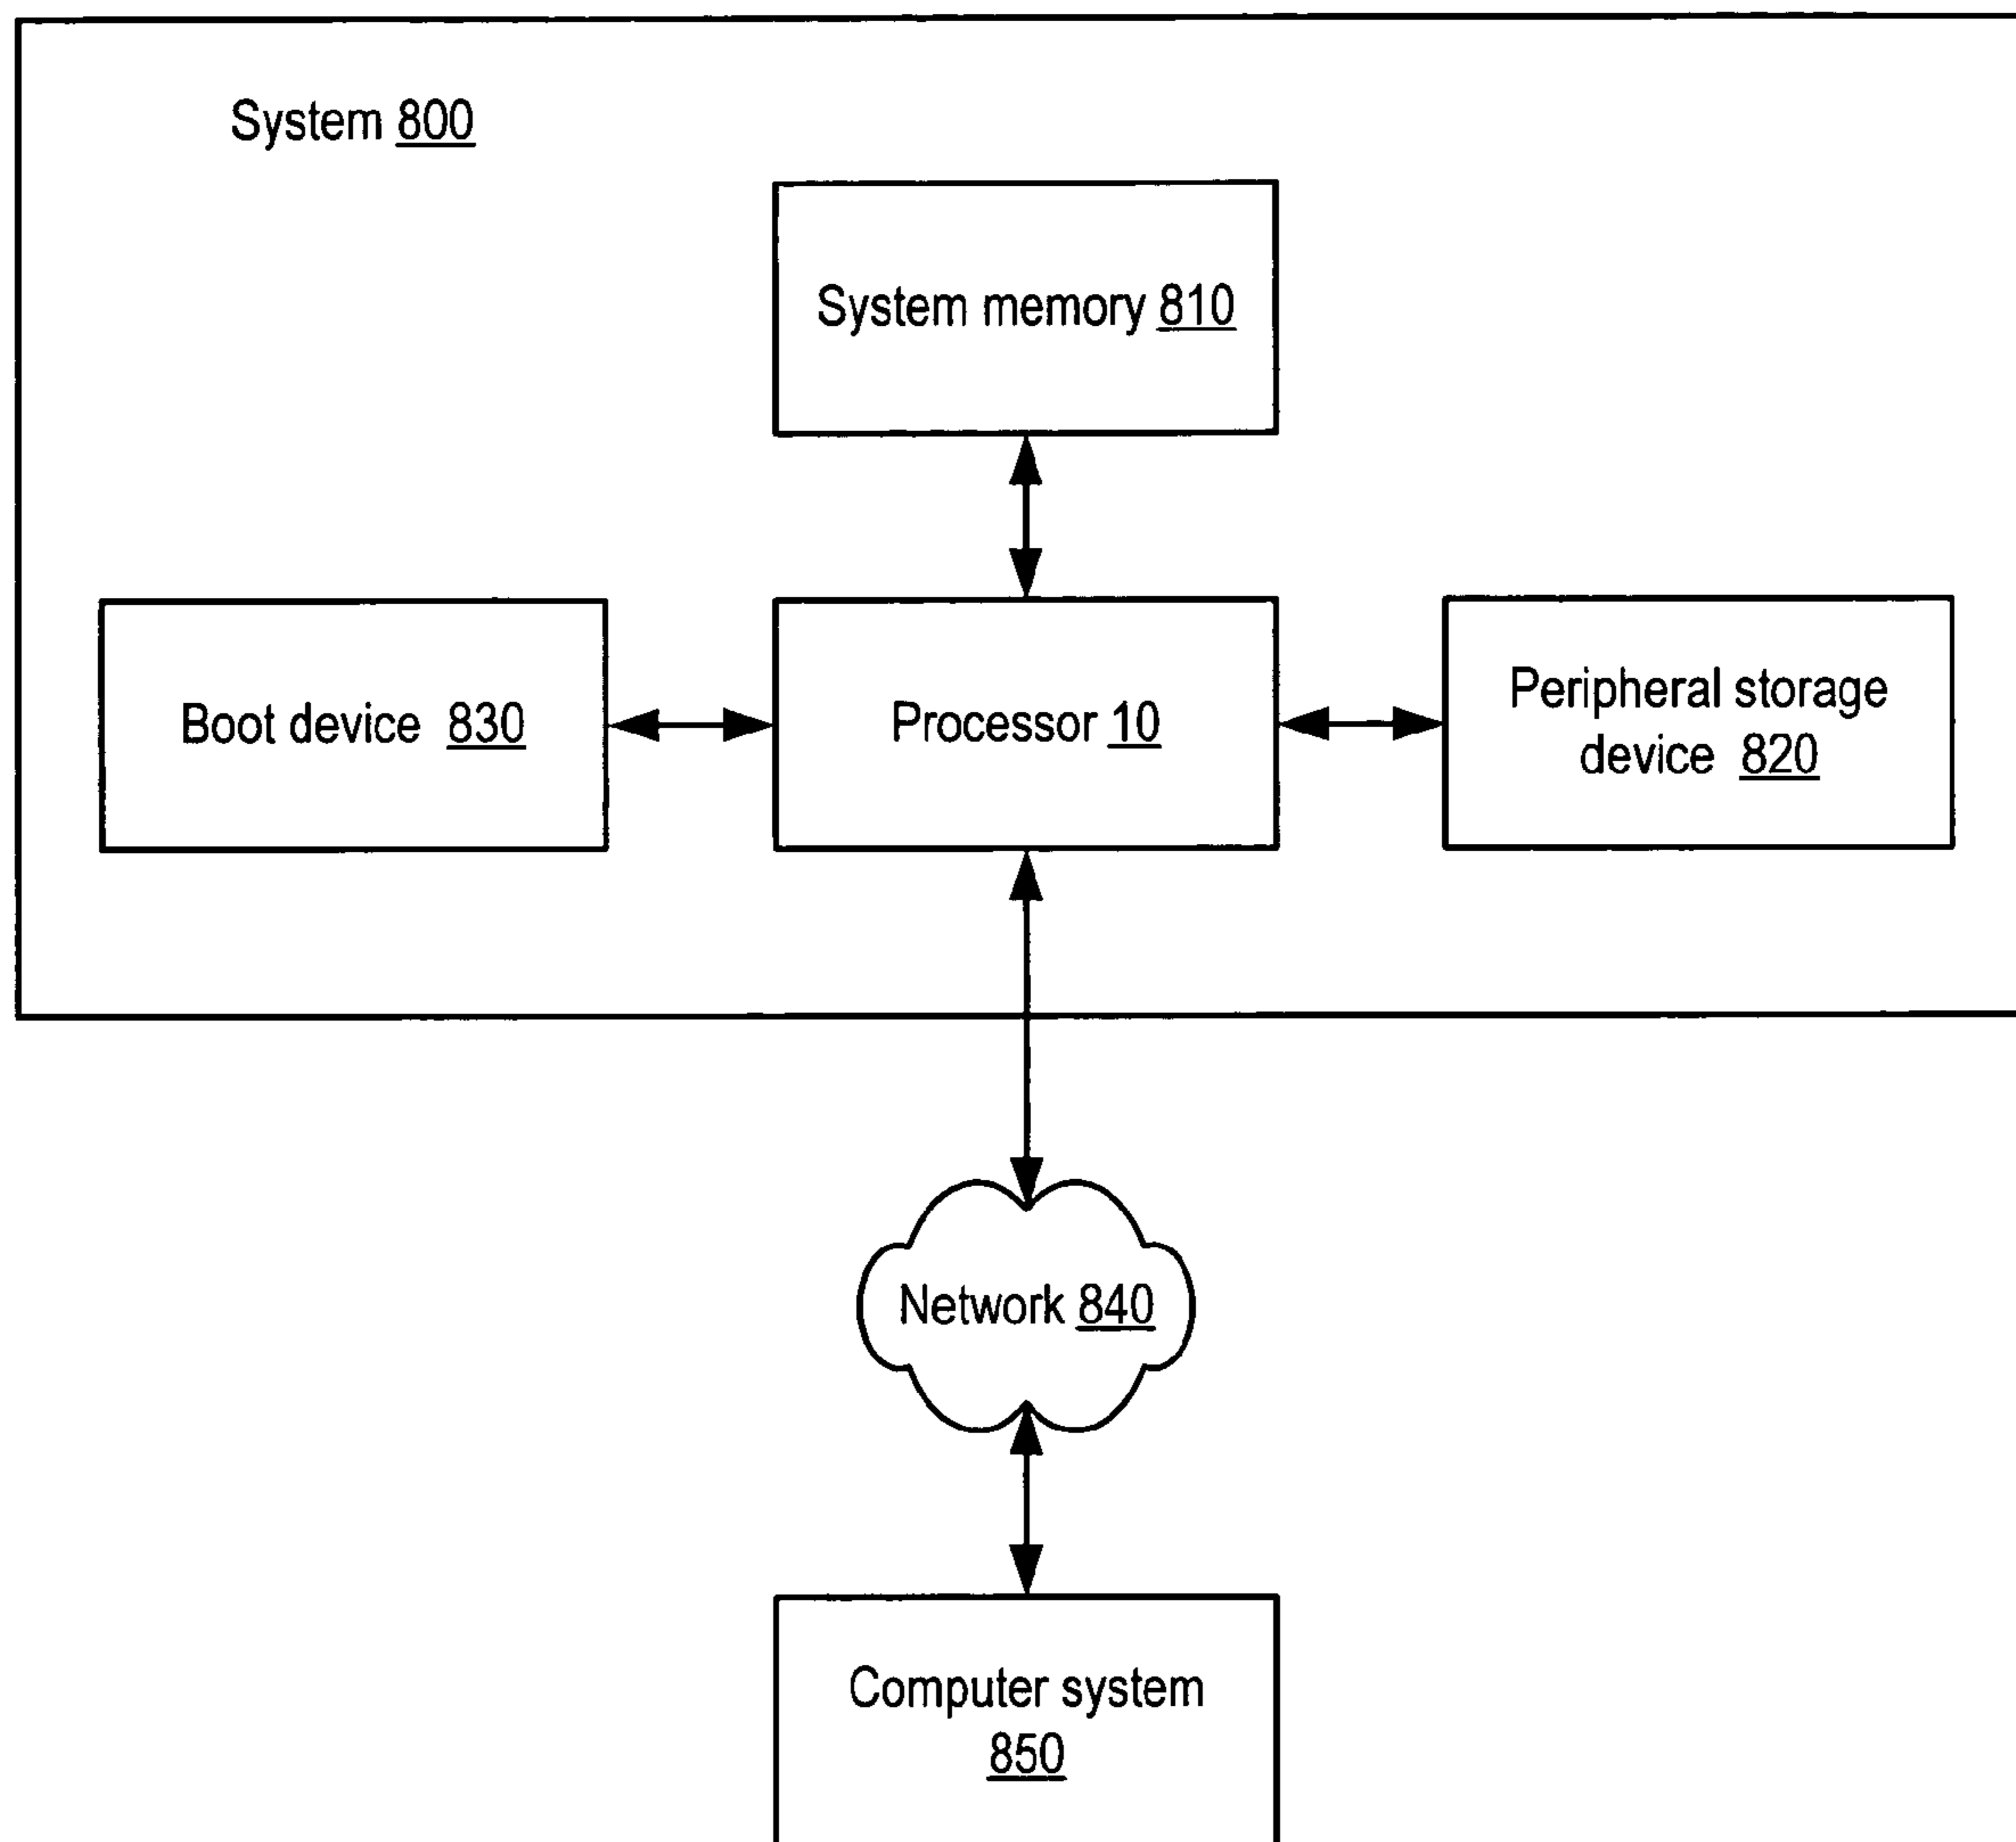 System 800
System memory 810
Boot device 830
Processor 10
Peripheral storage
device 820
Network 840
Computer system
850